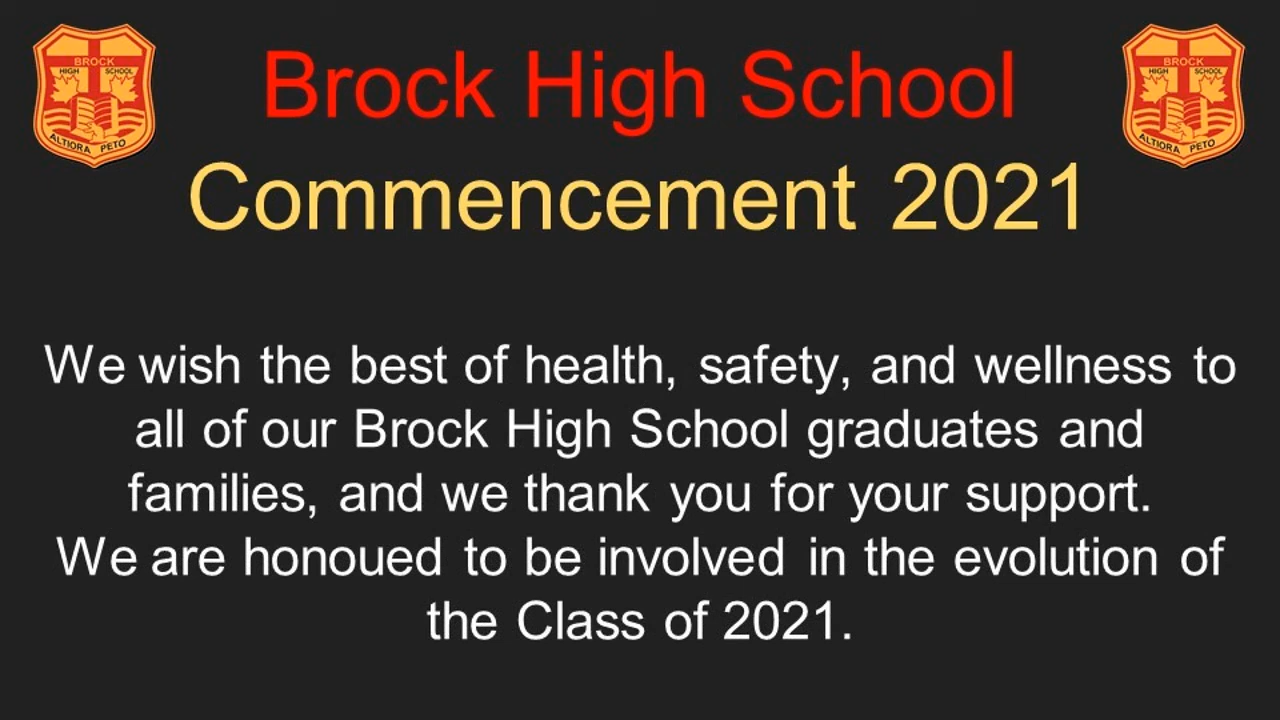 BROCK
HIGH SCHOOL
ALTIORA PETO
Brock High School
BROCK
HIGH SCHOOL
ALTIORA PETO
Commencement 2021
We wish the best of health, safety, and wellness to
all of our Brock High School graduates and
families, and we thank you for your support.
We are honoued to be involved in the evolution of
the Class of 2021.